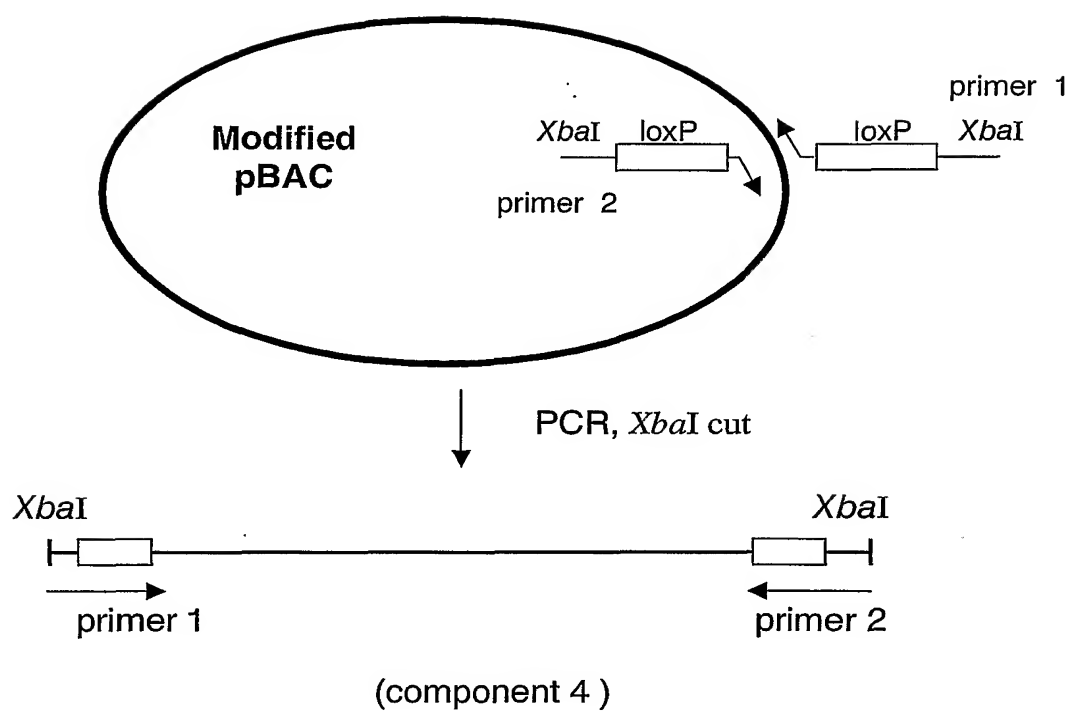 primer 1
XbaI loxP loxP XbaI
Modified
pBAC
primer 2
PCR, XbaI cut
XbaI XbaI
primer 1 primer 2
(component 4 )